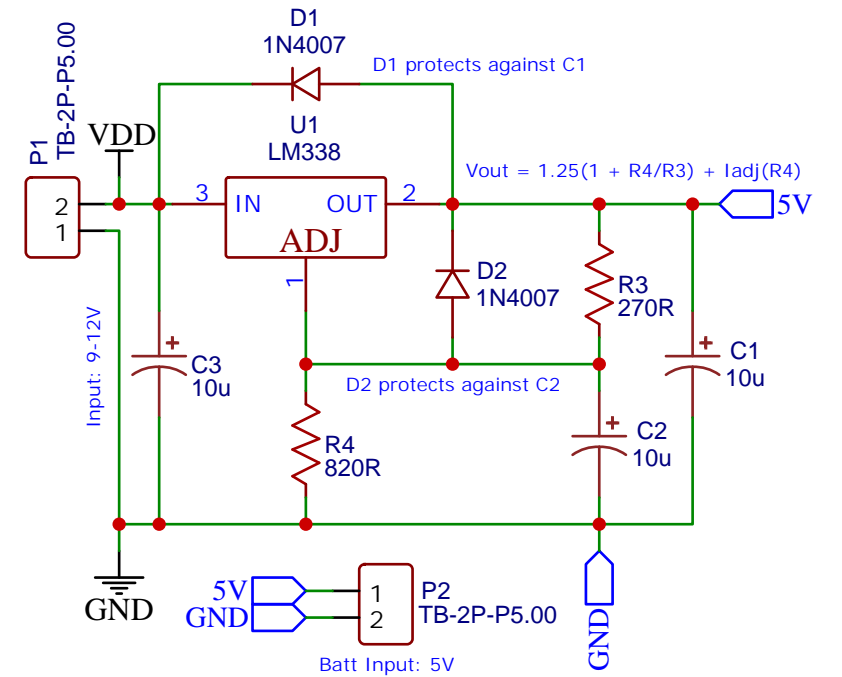 D1
1N4007
D1 protects against C1
P1
TB-2P-P5.00
VDD
U1
LM338
Vout = 1.25(1 + R4/R3) + Iadj(R4)
2
1
3
IN
OUT
2
5V
ADJ
1
D2
1N4007
R3
270R
Input: 9-12V
+
C3
10u
+
C1
10u
D2 protects against C2
R4
820R
+
C2
10u
GND
5V
GND
1
2
P2
TB-2P-P5.00
GND
Batt Input: 5V